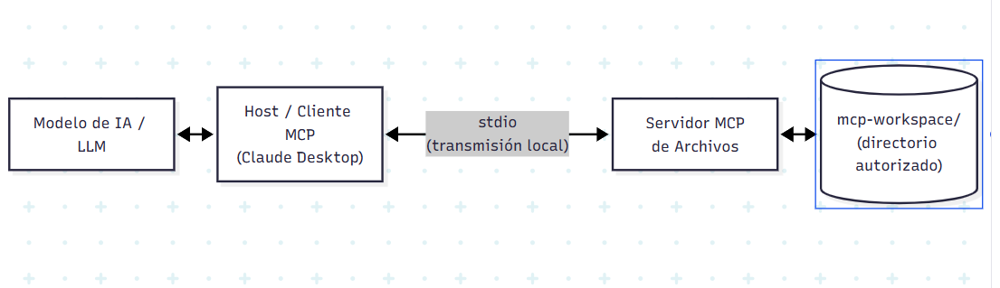 Modelo de IA /
LLM
Host / Cliente
MCP
(Claude Desktop)
stdio
(transmisión local)
Servidor MCP
de Archivos
mcp-workspace/
(directorio
autorizado)